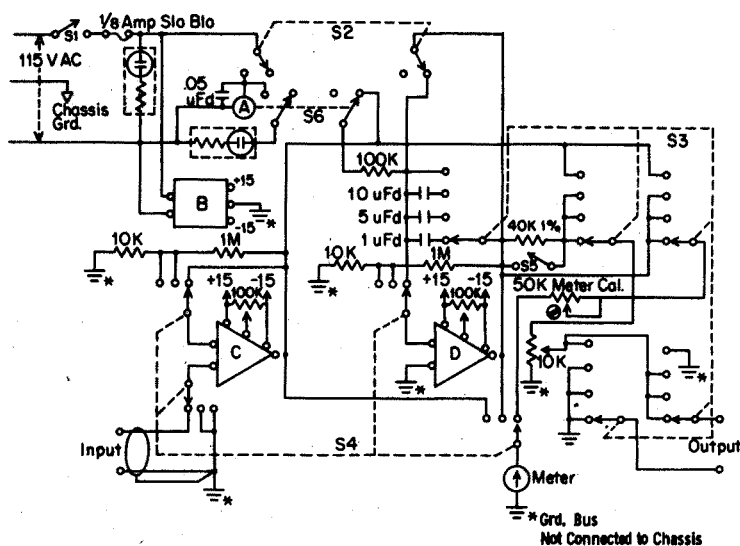 1/8 Amp Slo Blo
S1
S2
115 V AC
.05 uFd
A
S6
Chassis Grd.
S3
100K
10 uFd
5 uFd
1 uFd
+15
B
-15
*
40K 1%
10K
1M
10K
1M
S5
*
*
50K Meter Cal.
+15
-15
100K
+15
-15
100K
C
D
10K
*
*
*
S4
Input
Output
Meter
*
*
* Grd. Bus
Not Connected to Chassis